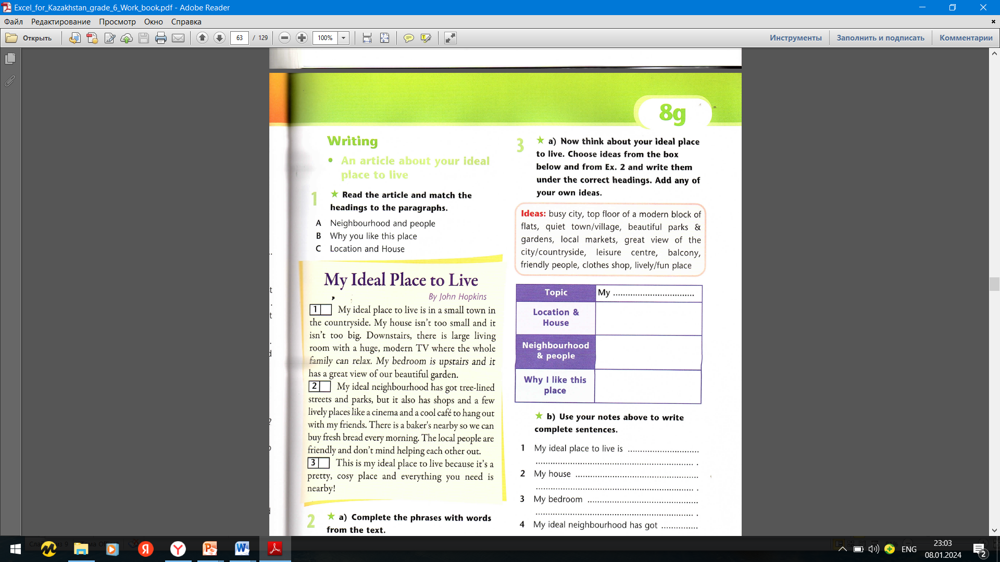 Excel_for_Kazakhstan_grade_6_Work_book.pdf - Adobe Reader
Файл Редактирование Просмотр Окно Справка
Открыть 63 / 129 100% Инструменты Заполнить и подписать Комментарии
8g
Writing
• An article about your ideal
place to live
1 Read the article and match the
headings to the paragraphs.
A Neighbourhood and people
B Why you like this place
C Location and House
My Ideal Place to Live
By John Hopkins
1 My ideal place to live is in a small town in
the countryside. My house isn't too small and it
isn't too big. Downstairs, there is large living
room with a huge, modern TV where the whole
family can relax. My bedroom is upstairs and it
has a great view of our beautiful garden.
2 My ideal neighbourhood has got tree-lined
streets and parks, but it also has shops and a few
lively places like a cinema and a cool café to hang out
with my friends. There is a baker's nearby so we can
buy fresh bread every morning. The local people are
friendly and don't mind helping each other out.
3 This is my ideal place to live because it's a
pretty, cosy place and everything you need is
nearby!
2 a) Complete the phrases with words
from the text.
3 a) Now think about your ideal place
to live. Choose ideas from the box
below and from Ex. 2 and write them
under the correct headings. Add any of
your own ideas.
Ideas: busy city, top floor of a modern block of
flats, quiet town/village, beautiful parks &
gardens, local markets, great view of the
city/countryside, leisure centre, balcony,
friendly people, clothes shop, lively/fun place
Topic My ................................
Location &
House
Neighbourhood
& people
Why I like this
place
b) Use your notes above to write
complete sentences.
1 My ideal place to live is ............................
.............................................................. .
2 My house ................................................
.............................................................. .
3 My bedroom ............................................
.............................................................. .
4 My ideal neighbourhood has got ...............
ENG
23:03
08.01.2024
2